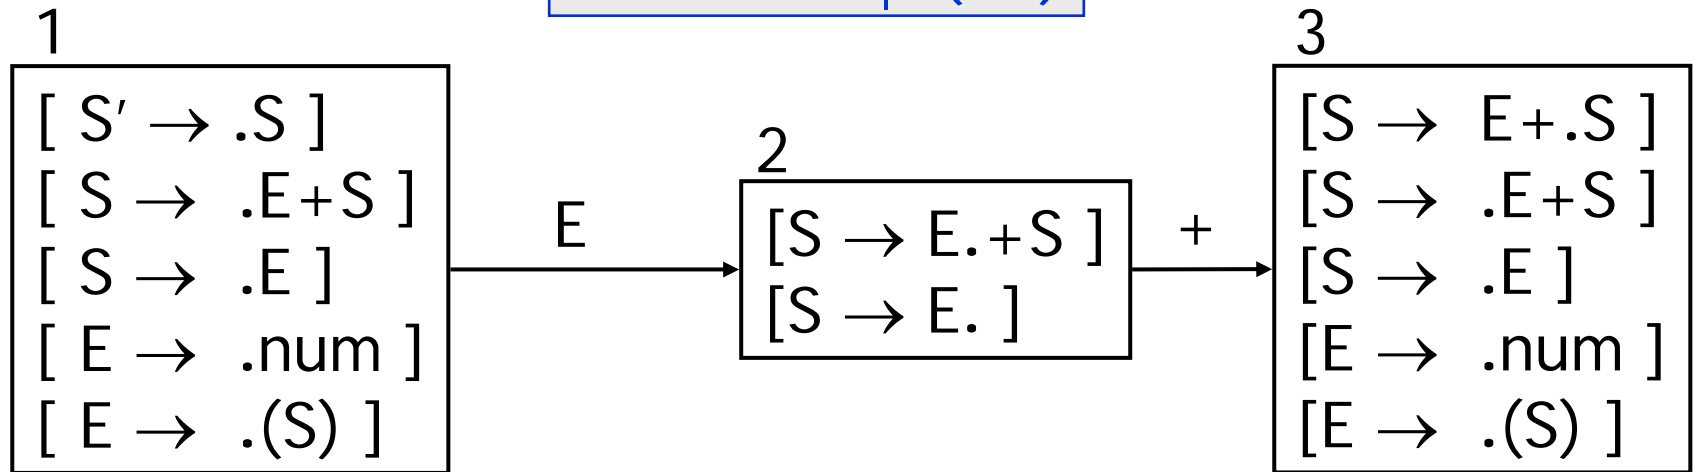 1
[ S′ → .S ]
[ S → .E+S ]
[ S → .E ]
[ E → .num ]
[ E → .(S) ]
E
2
[S → E.+S ]
[S → E. ]
+
3
[S → E+.S ]
[S → .E+S ]
[S → .E ]
[E → .num ]
[E → .(S) ]